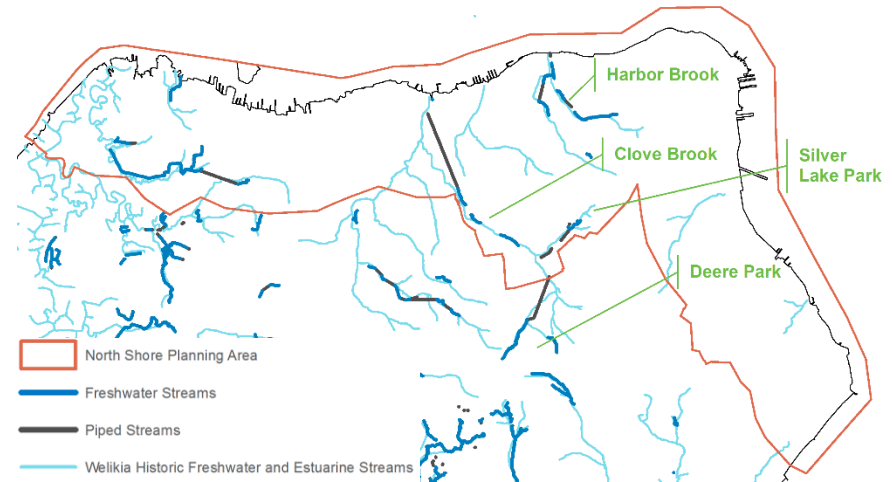 Harbor Brook
Clove Brook
Silver
Lake Park
Deere Park
North Shore Planning Area
Freshwater Streams
Piped Streams
Welikia Historic Freshwater and Estuarine Streams